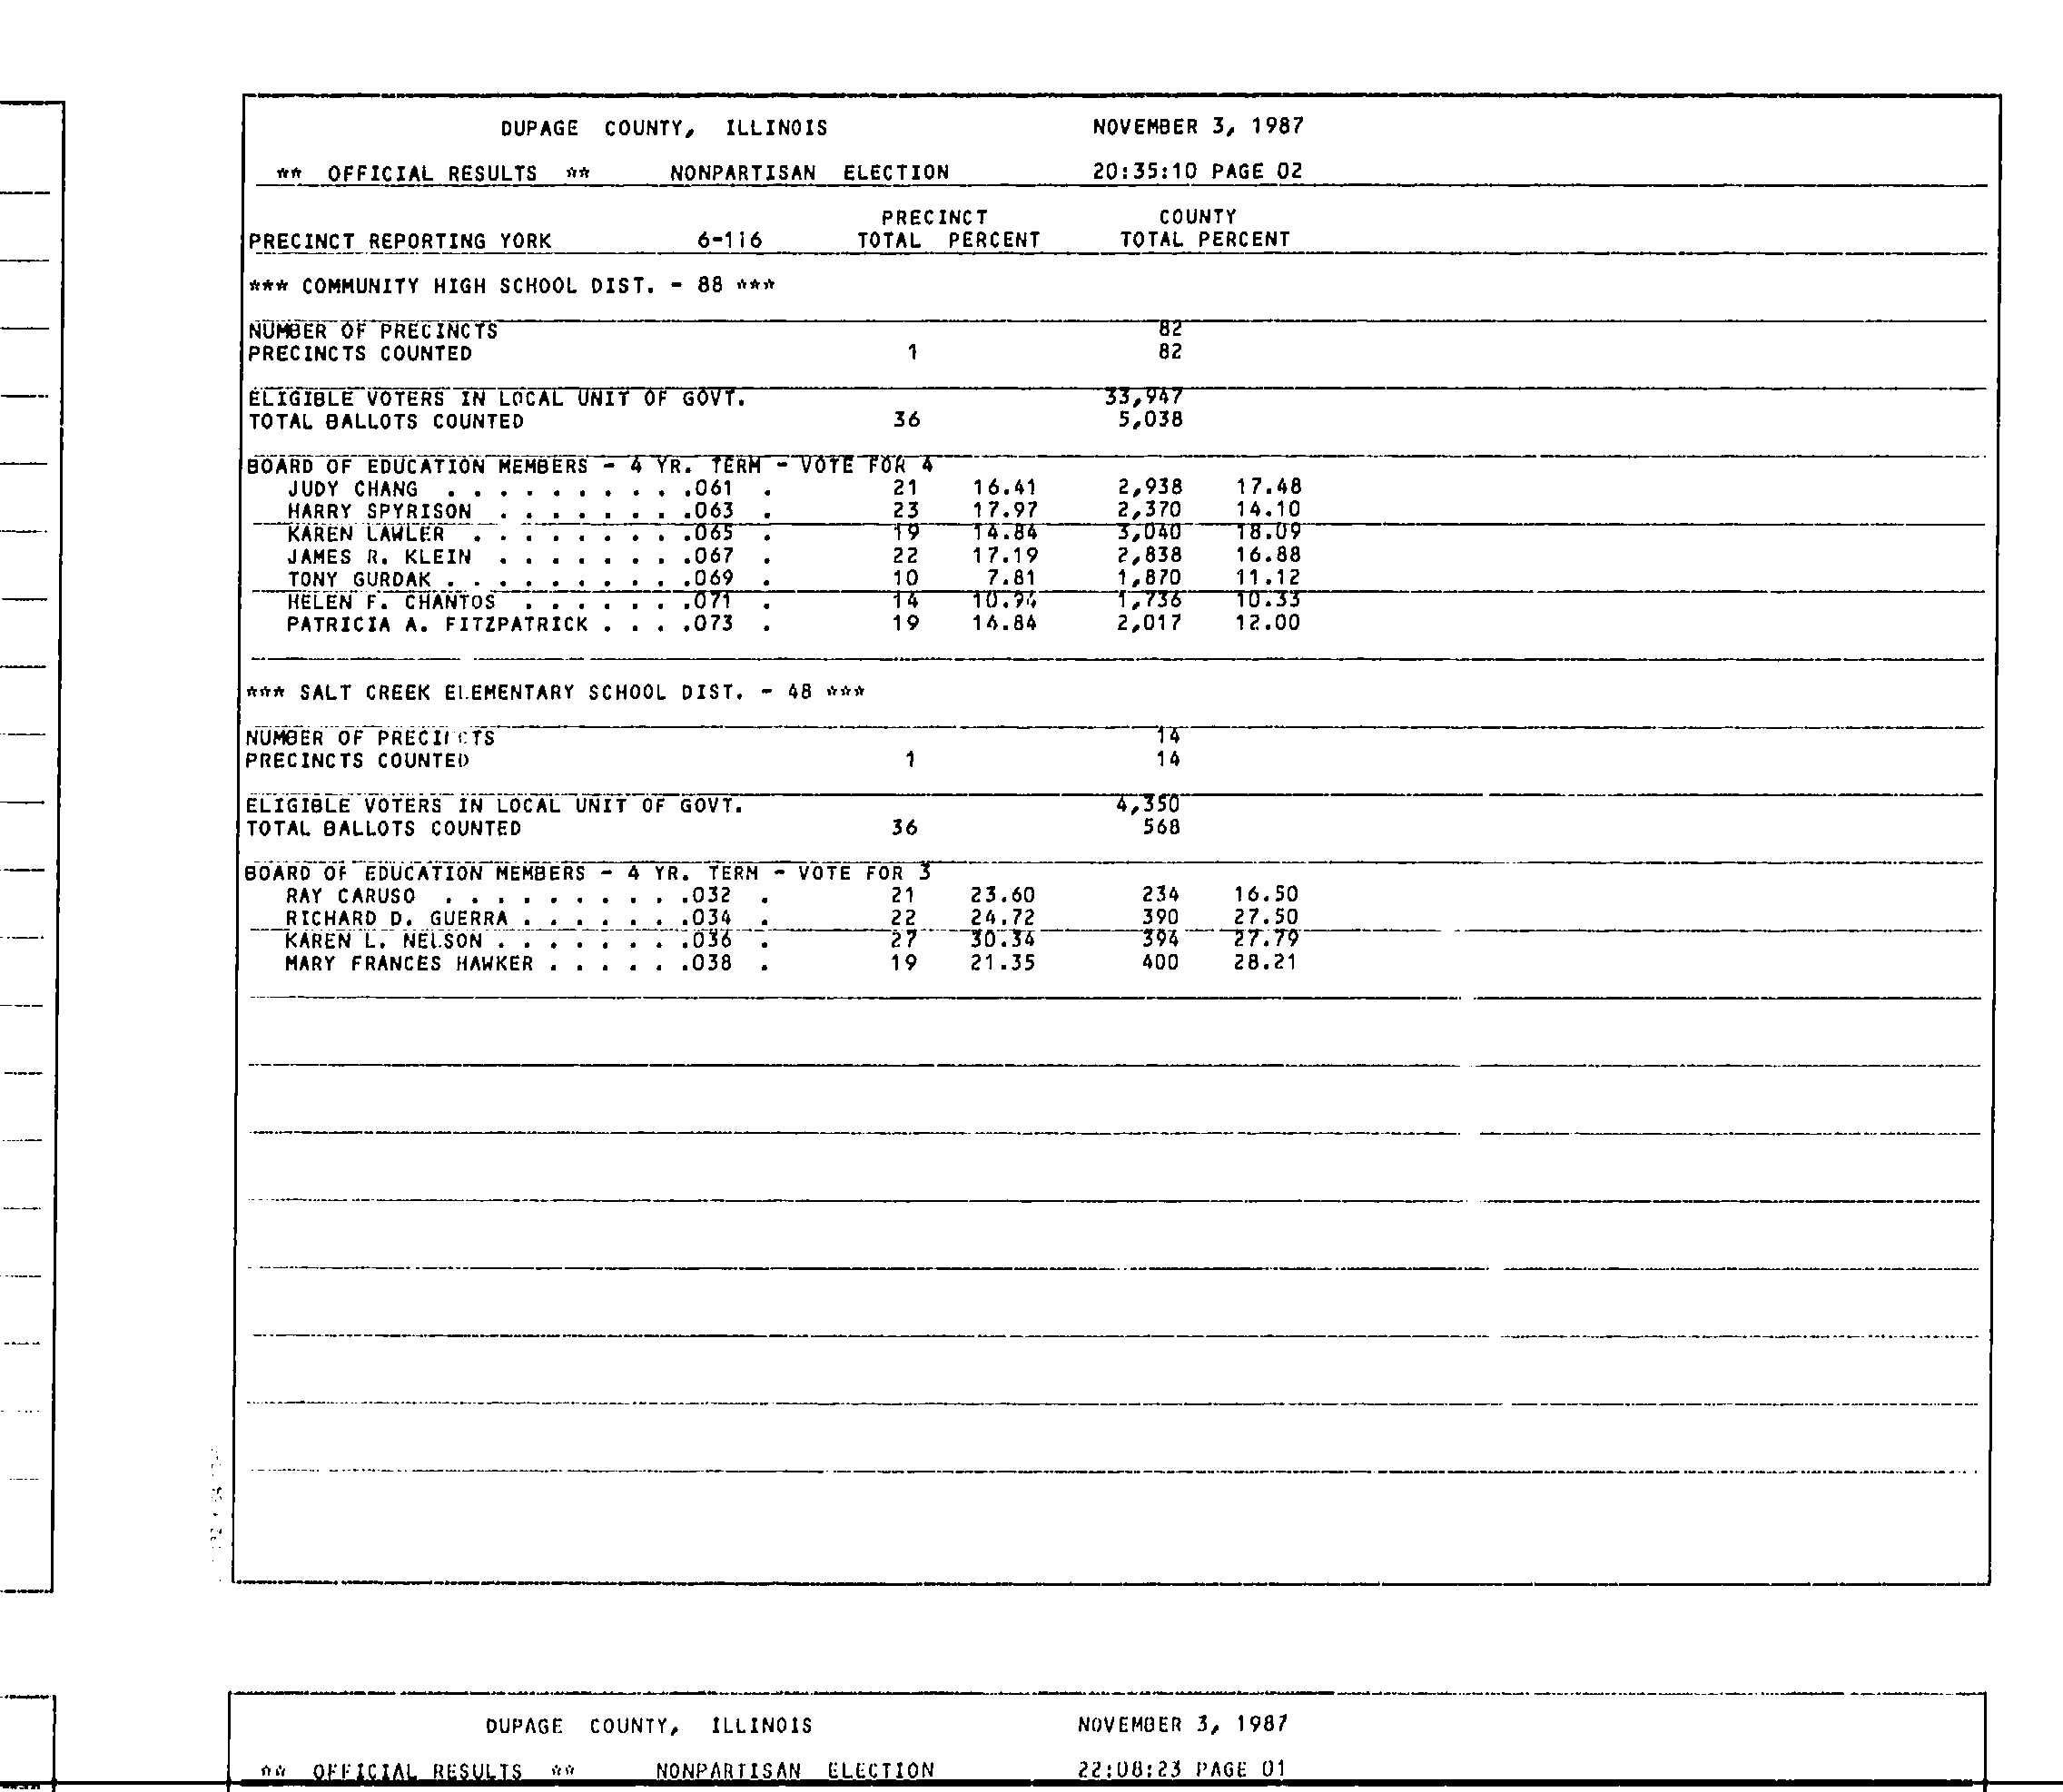 DUPAGE COUNTY, ILLINOIS NOVEMBER 3, 1987
** OFFICIAL RESULTS ** NONPARTISAN ELECTION 20:35:10 PAGE 02
PRECINCT COUNTY
PRECINCT REPORTING YORK 6-116 TOTAL PERCENT TOTAL PERCENT
*** COMMUNITY HIGH SCHOOL DIST. - 88 ***
NUMBER OF PRECINCTS 82
PRECINCTS COUNTED 1 82
ELIGIBLE VOTERS IN LOCAL UNIT OF GOVT. 33,947
TOTAL BALLOTS COUNTED 36 5,038
BOARD OF EDUCATION MEMBERS - 4 YR. TERM - VOTE FOR 4
JUDY CHANG . . . . . . . . . .061 . 21 16.41 2,938 17.48
HARRY SPYRISON . . . . . . . .063 . 23 17.97 2,370 14.10
KAREN LAWLER . . . . . . . . .065 . 19 14.84 3,040 18.09
JAMES R. KLEIN . . . . . . . .067 . 22 17.19 2,838 16.88
TONY GURDAK . . . . . . . . . .069 . 10 7.81 1,870 11.12
HELEN F. CHANTOS . . . . . . .071 . 14 10.94 1,736 10.33
PATRICIA A. FITZPATRICK . . . .073 . 19 14.84 2,017 12.00
*** SALT CREEK ELEMENTARY SCHOOL DIST. - 48 ***
NUMBER OF PRECINCTS 14
PRECINCTS COUNTED 1 14
ELIGIBLE VOTERS IN LOCAL UNIT OF GOVT. 4,350
TOTAL BALLOTS COUNTED 36 568
BOARD OF EDUCATION MEMBERS - 4 YR. TERM - VOTE FOR 3
RAY CARUSO . . . . . . . . . .032 . 21 23.60 234 16.50
RICHARD D. GUERRA . . . . . . .034 . 22 24.72 390 27.50
KAREN L. NELSON . . . . . . . .036 . 27 30.34 394 27.79
MARY FRANCES HAWKER . . . . . .038 . 19 21.35 400 28.21
DUPAGE COUNTY, ILLINOIS NOVEMBER 3, 1987
** OFFICIAL RESULTS ** NONPARTISAN ELECTION 22:08:23 PAGE 01